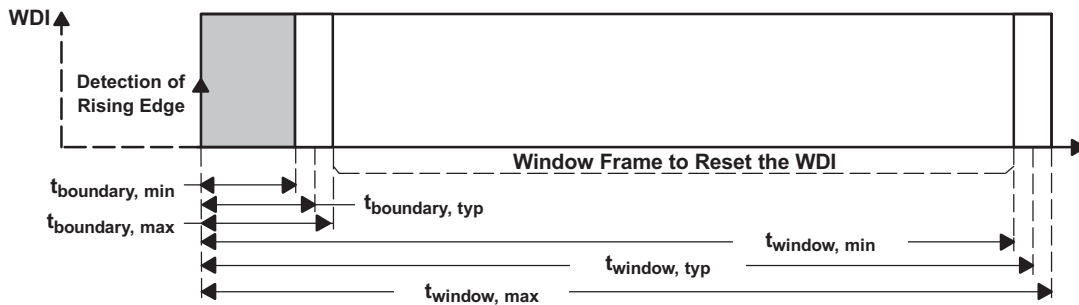 WDI
Detection of
Rising Edge
Window Frame to Reset the WDI
tboundary, min
tboundary, typ
tboundary, max
twindow, min
twindow, typ
twindow, max